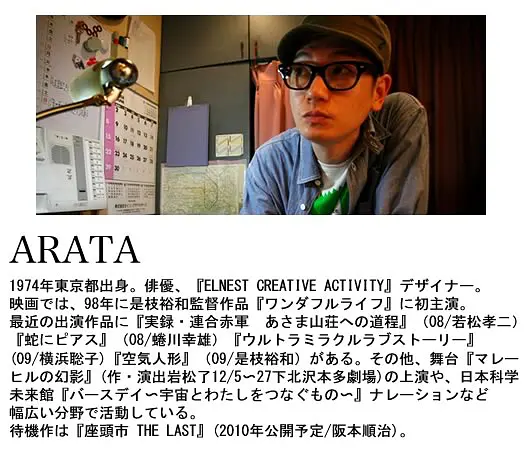 ARATA
1974年東京都出身。俳優、『ELNEST CREATIVE ACTIVITY』デザイナー。
映画では、98年に是枝裕和監督作品『ワンダフルライフ』に初主演。
最近の出演作品に『実録・連合赤軍　あさま山荘への道程』（08/若松孝二）
『蛇にピアス』（08/蜷川幸雄）『ウルトラミラクルラブストーリー』
(09/横浜聡子)『空気人形』（09/是枝裕和）がある。その他、舞台『マレー
ヒルの幻影』(作・演出岩松了12/5〜27下北沢本多劇場)の上演や、日本科学
未来館『バースデイ〜宇宙とわたしをつなぐもの〜』ナレーションなど
幅広い分野で活動している。
待機作は『座頭市 THE LAST』(2010年公開予定/阪本順治)。